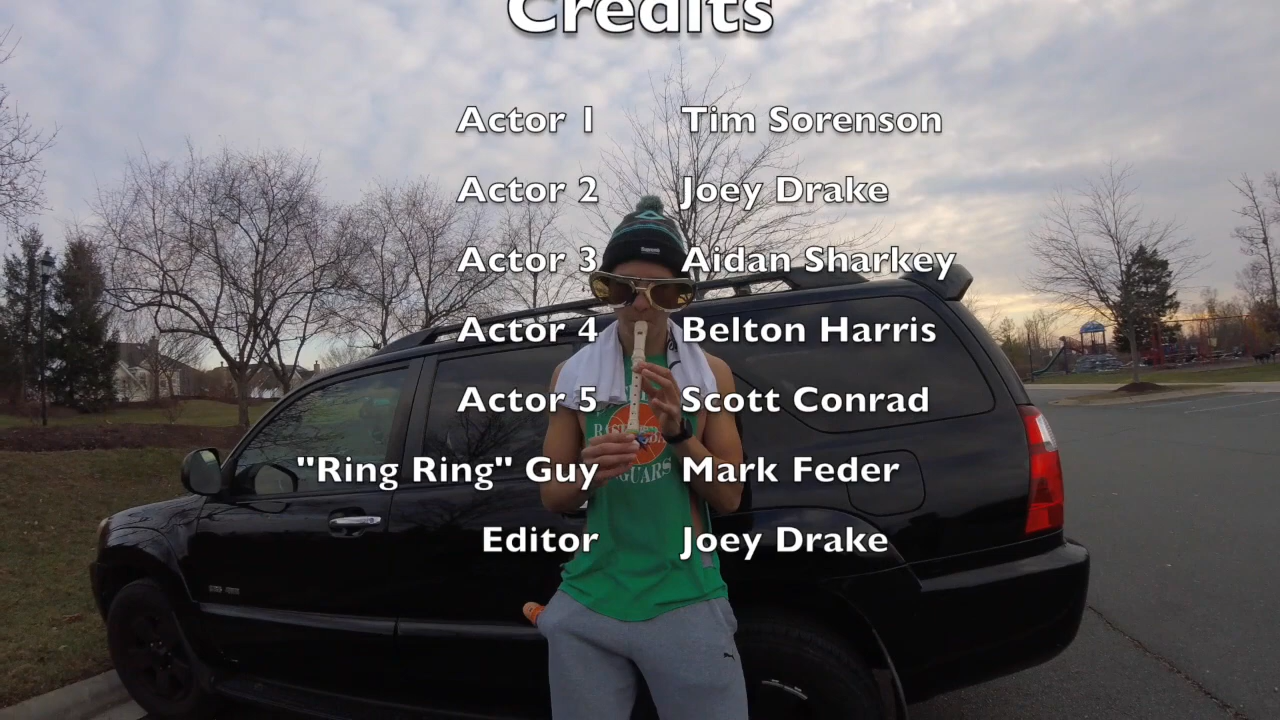 Credits
Actor 1 Tim Sorenson
Actor 2 Joey Drake
Actor 3 Aidan Sharkey
Actor 4 Belton Harris
Actor 5 Scott Conrad
"Ring Ring" Guy Mark Feder
Editor Joey Drake